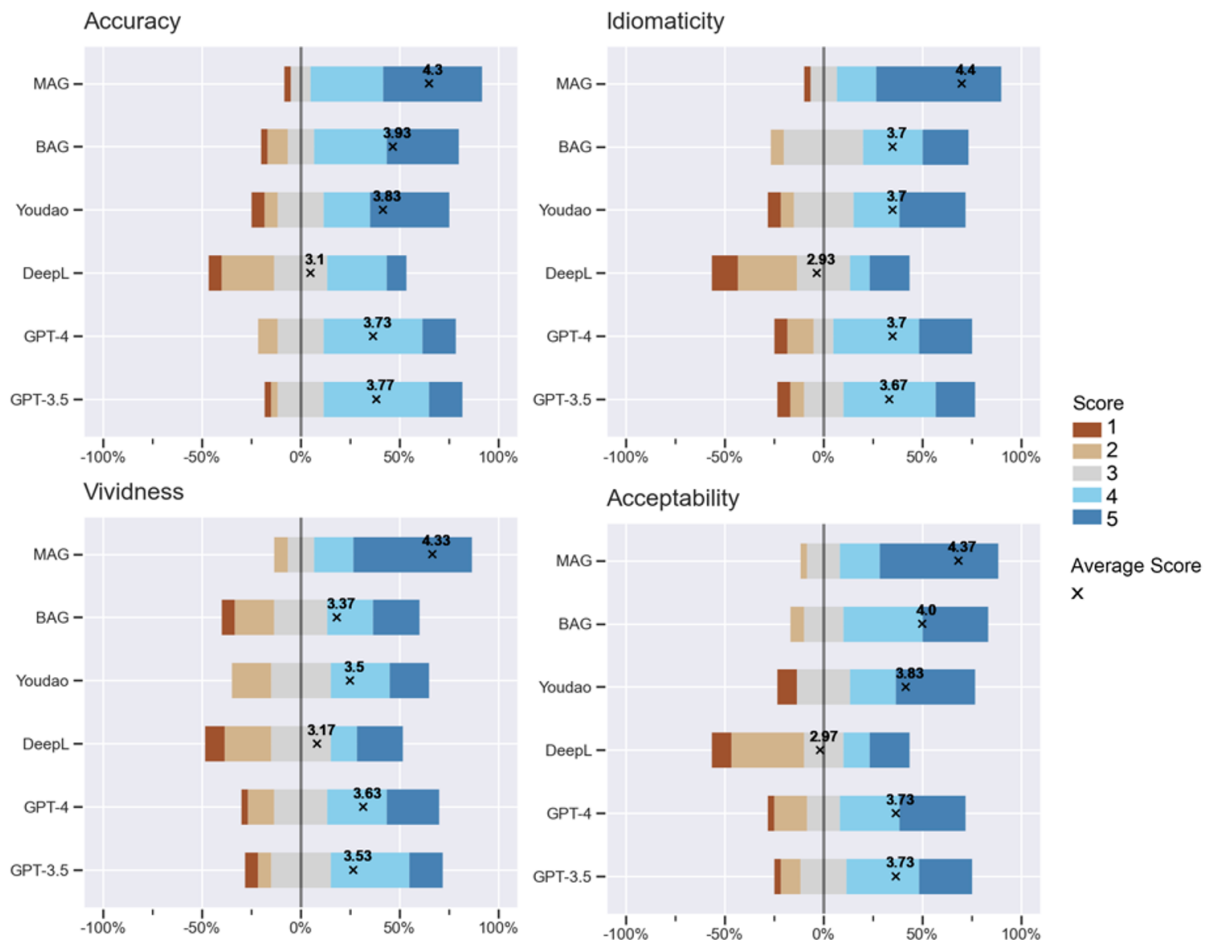 Accuracy
MAG
4.3
BAG
3.93
Youdao
3.83
DeepL
3.1
GPT-4
3.73
GPT-3.5
3.77
-100%
-50%
0%
50%
100%
Idiomaticity
MAG
4.4
BAG
3.7
Youdao
3.7
DeepL
2.93
GPT-4
3.7
GPT-3.5
3.67
-100%
-50%
0%
50%
100%
Vividness
MAG
4.33
BAG
3.37
Youdao
3.5
DeepL
3.17
GPT-4
3.63
GPT-3.5
3.53
-100%
-50%
0%
50%
100%
Acceptability
MAG
4.37
BAG
4.0
Youdao
3.83
DeepL
2.97
GPT-4
3.73
GPT-3.5
3.73
-100%
-50%
0%
50%
100%
Score
1
2
3
4
5
Average Score